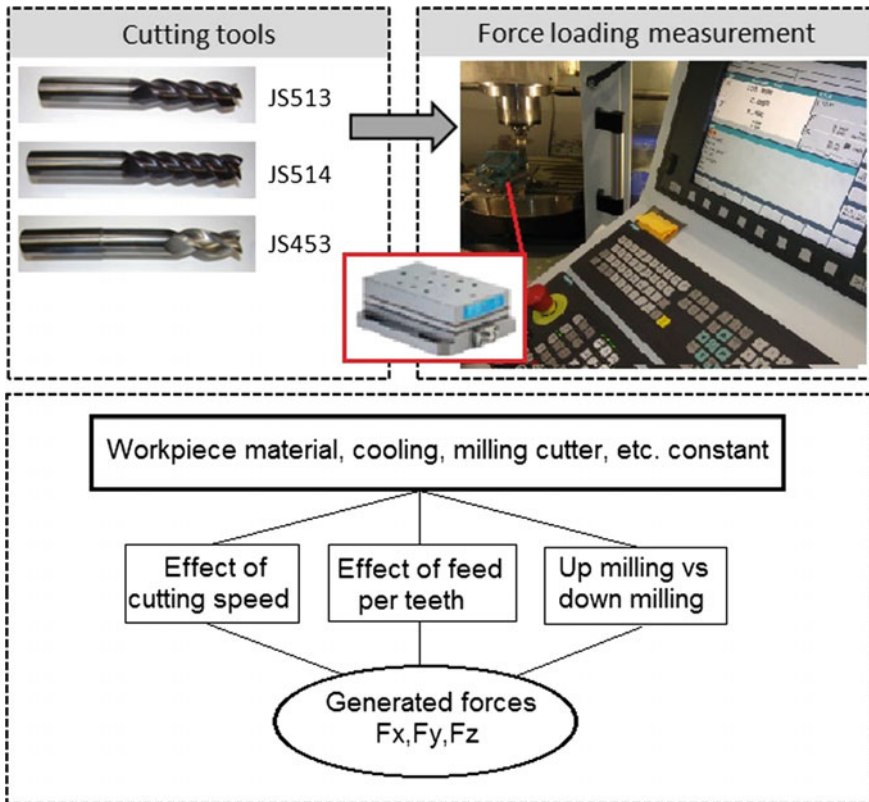 Cutting tools
Force loading measurement
JS513
JS514
JS453
Workpiece material, cooling, milling cutter, etc. constant
Effect of
cutting speed
Effect of feed
per teeth
Up milling vs
down milling
Generated forces
Fx,Fy,Fz